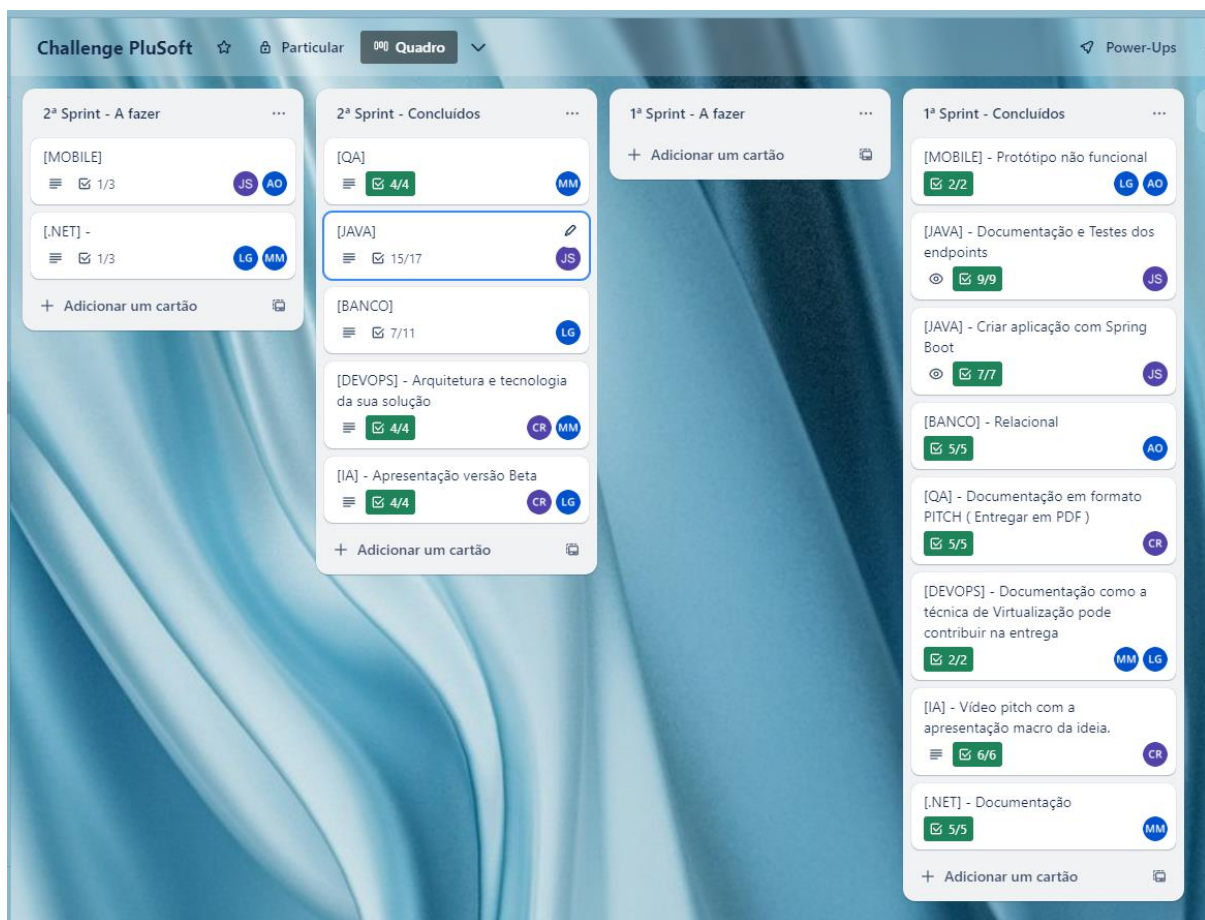 Challenge PluSoft
Particular
Quadro
Power-Ups
2ª Sprint - A fazer
[MOBILE]
1/3
JS AO
[.NET] -
1/3
LG MM
+ Adicionar um cartão
2ª Sprint - Concluídos
[QA]
4/4
MM
[JAVA]
15/17
JS
[BANCO]
7/11
LG
[DEVOPS] - Arquitetura e tecnologia
da sua solução
4/4
CR MM
[IA] - Apresentação versão Beta
4/4
CR LG
+ Adicionar um cartão
1ª Sprint - A fazer
+ Adicionar um cartão
1ª Sprint - Concluídos
[MOBILE] - Protótipo não funcional
2/2
LG AO
[JAVA] - Documentação e Testes dos
endpoints
9/9
JS
[JAVA] - Criar aplicação com Spring
Boot
7/7
JS
[BANCO] - Relacional
5/5
AO
[QA] - Documentação em formato
PITCH ( Entregar em PDF )
5/5
CR
[DEVOPS] - Documentação como a
técnica de Virtualização pode
contribuir na entrega
2/2
MM LG
[IA] - Vídeo pitch com a
apresentação macro da ideia.
6/6
CR
[.NET] - Documentação
5/5
MM
+ Adicionar um cartão